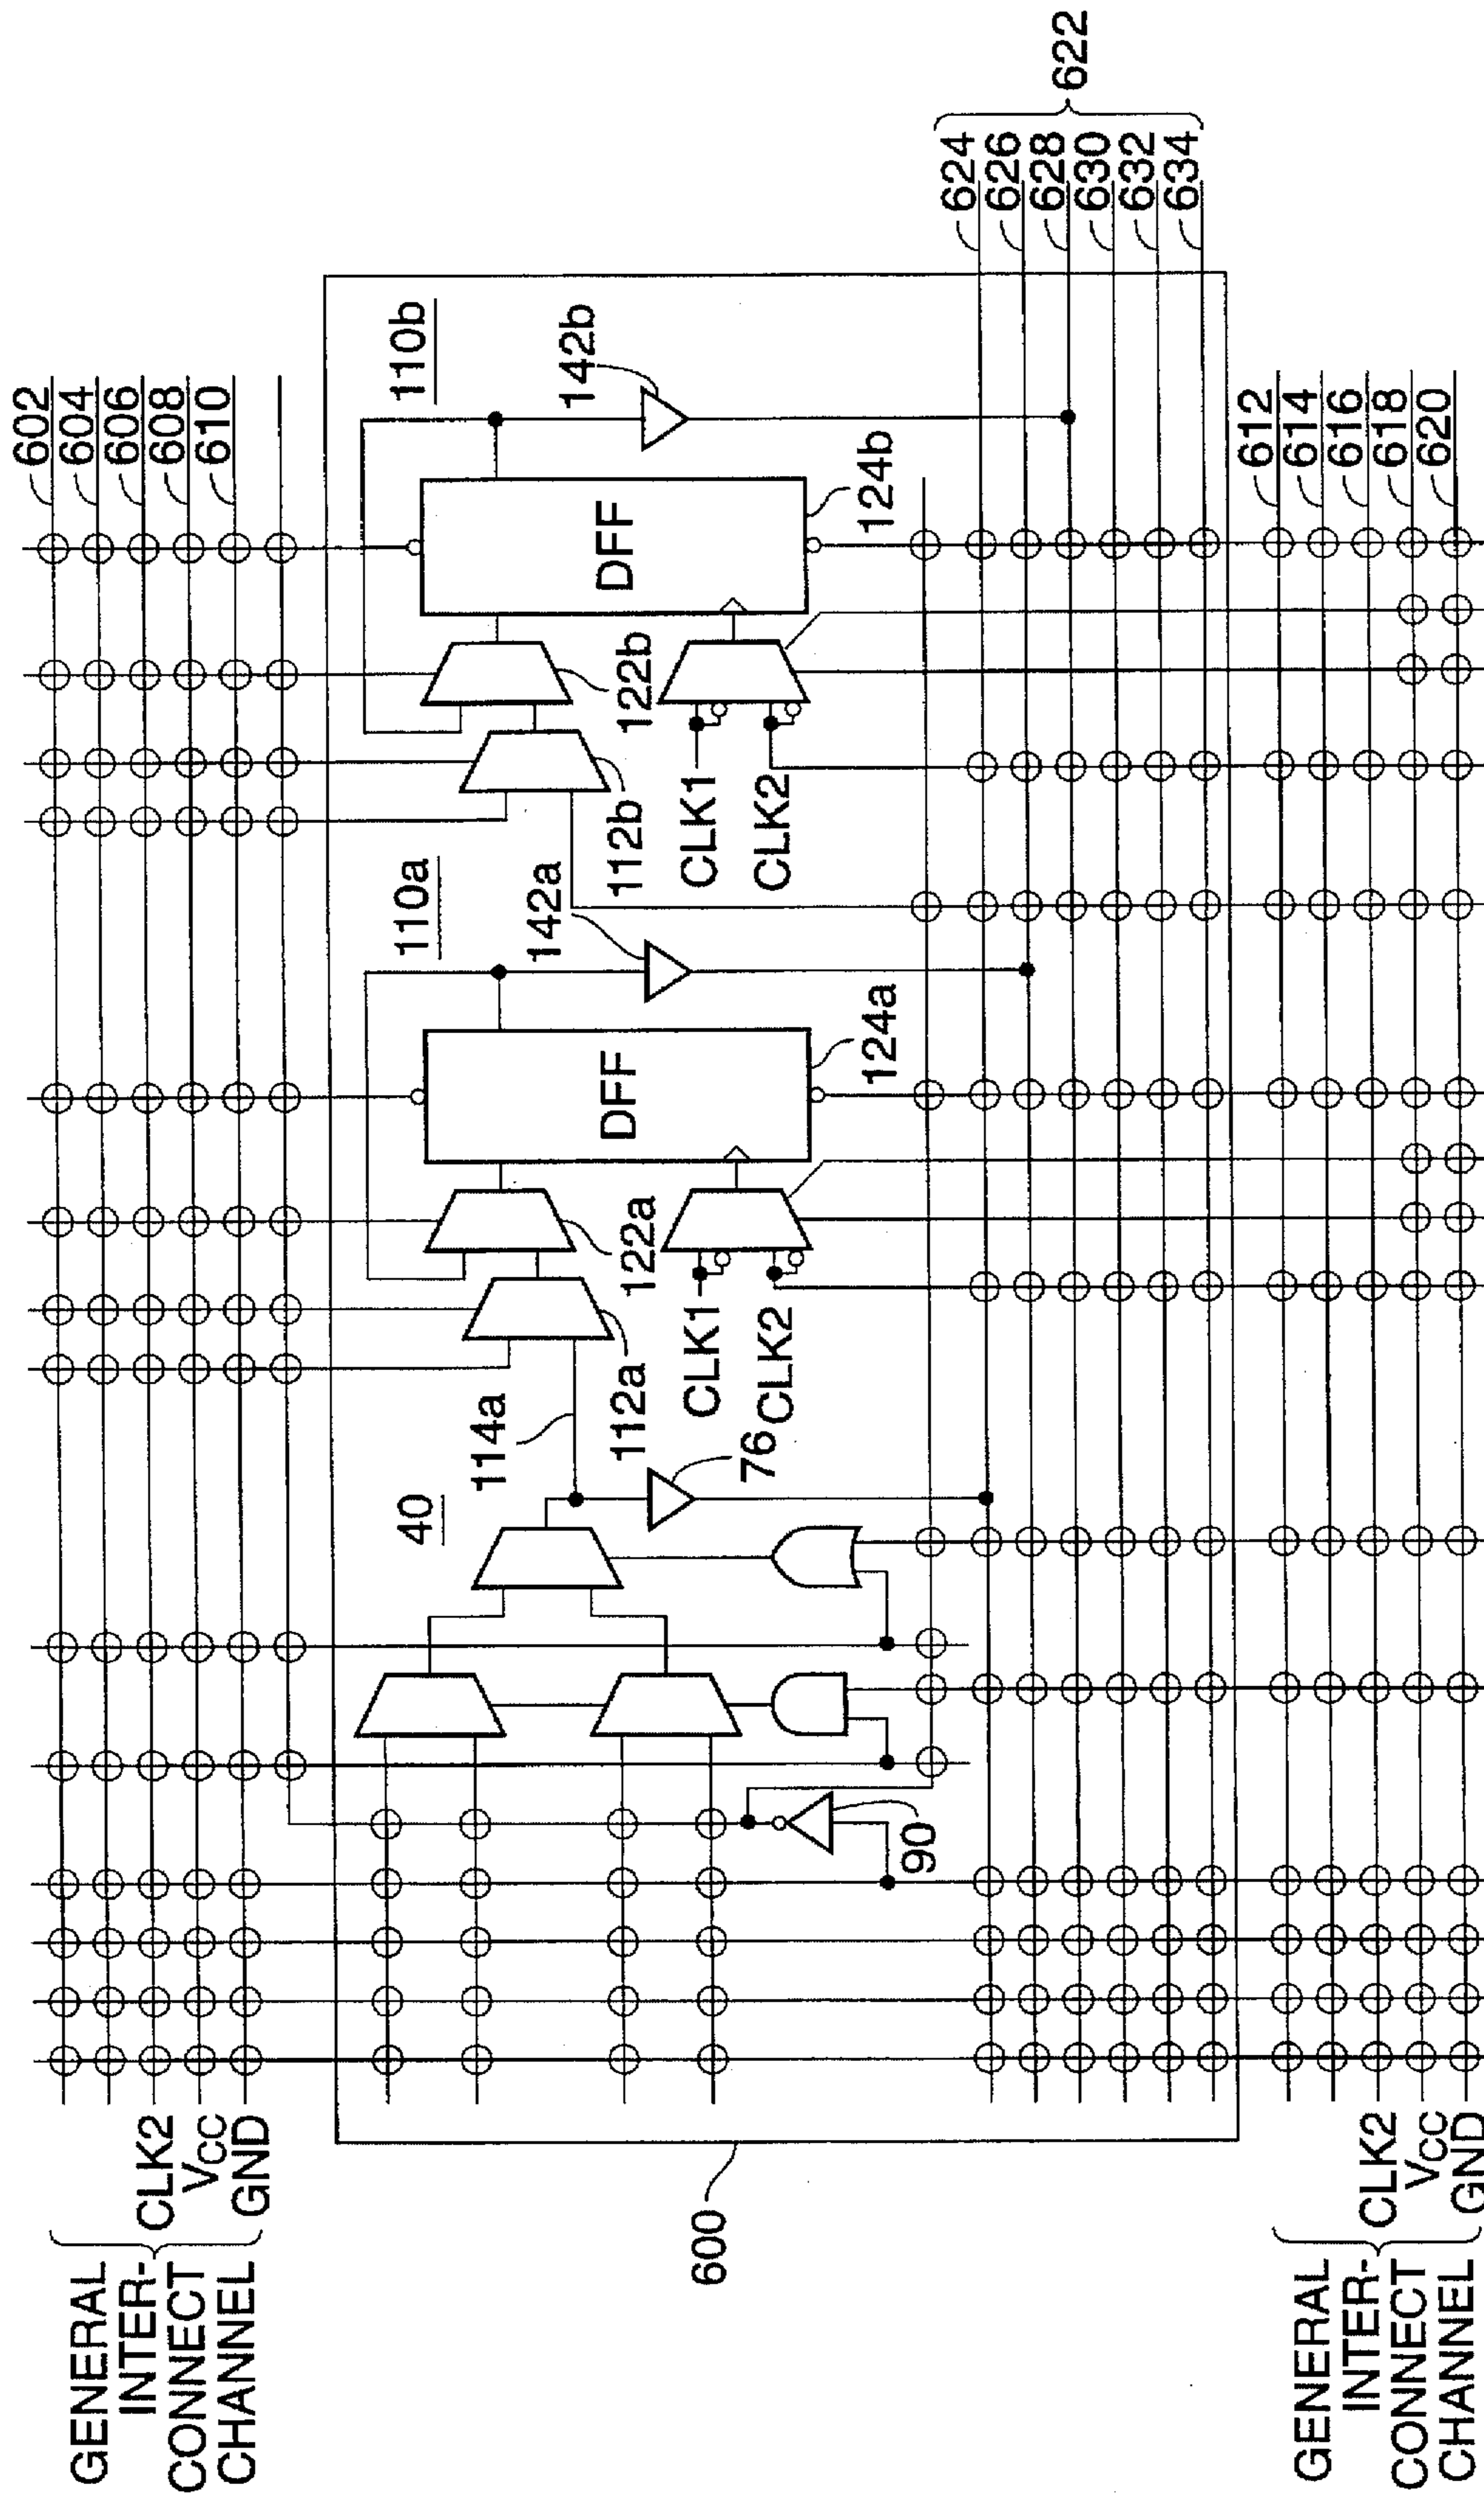 GENERAL
INTER-
CONNECT
CHANNEL
CLK2
VCC
GND
602
604
606
608
610
600
40
114a
76
90
110a
112a
122a
CLK1
CLK2
DFF
124a
142a
110b
112b
122b
CLK1
CLK2
DFF
124b
142b
624
626
628
630
632
634
622
612
614
616
618
620
GENERAL
INTER-
CONNECT
CHANNEL
CLK2
VCC
GND